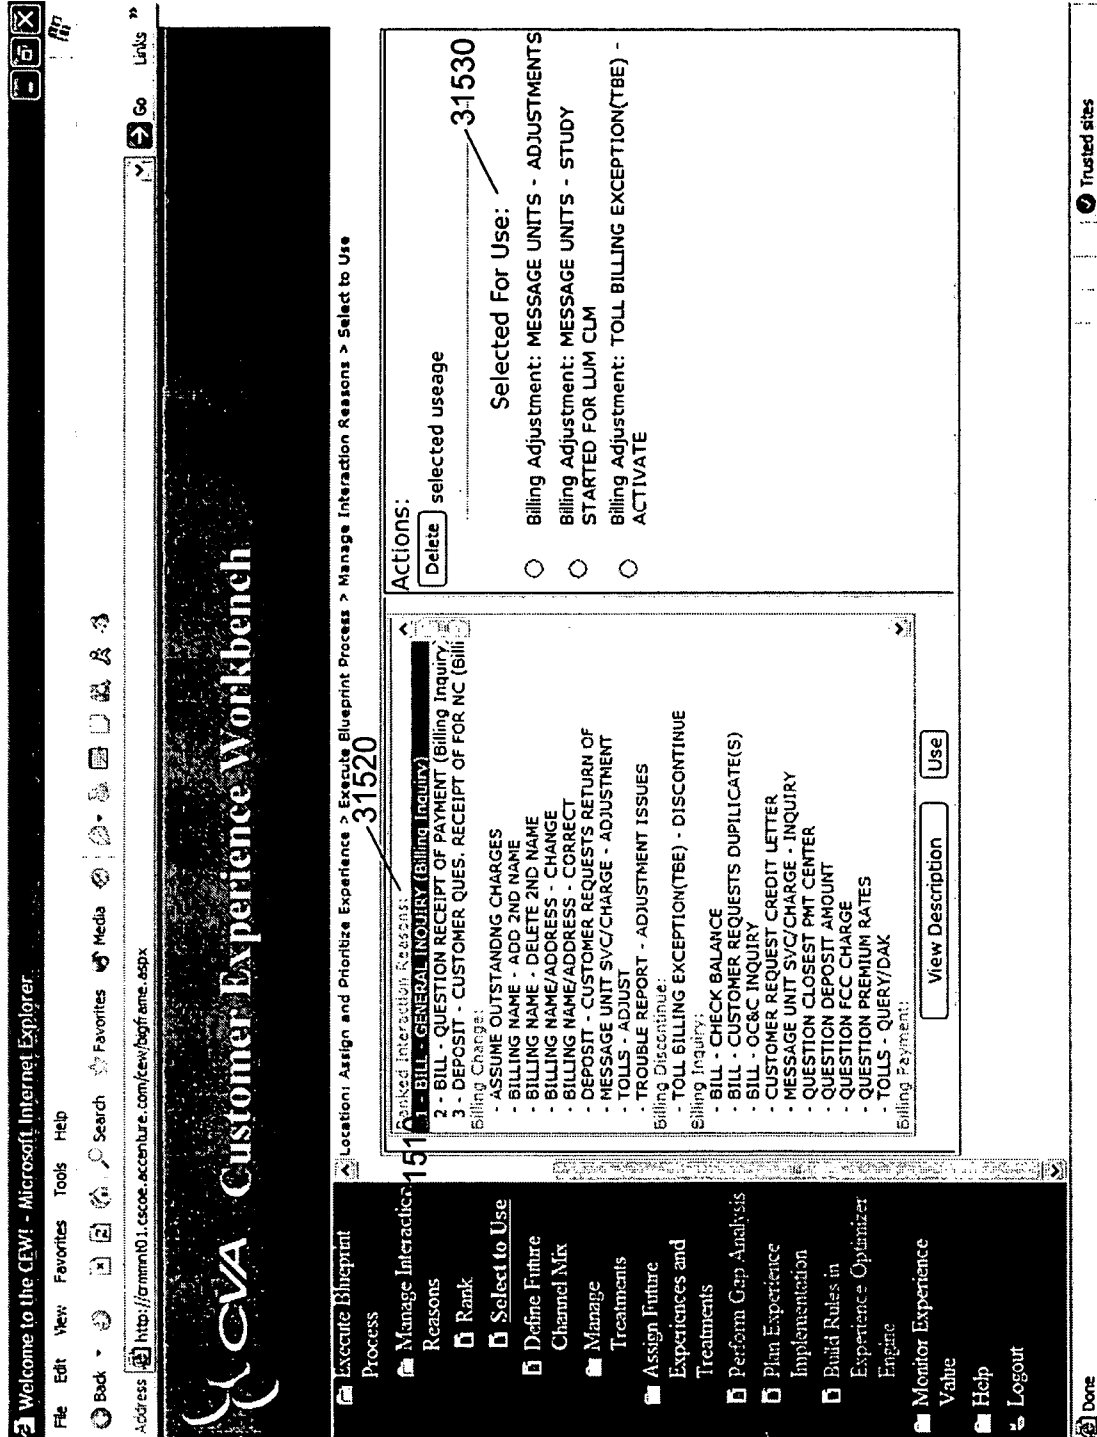 Welcome to the CEW! - Microsoft Internet Explorer
File Edit View Favorites Tools Help
Back Search Favorites Media
Address http://crmmnt01.cscoe.accenture.com/cew/bigframe.aspx Go Links »
CVA Customer Experience Workbench
Execute Blueprint
Process
Manage Interaction
Reasons
Rank
Select to Use
Define Future
Channel Mix
Manage
Treatments
Assign Future
Experiences and
Treatments
Perform Gap Analysis
Plan Experience
Implementation
Build Rules in
Experience Optimizer
Engine
Monitor Experience
Value
Help
Logout
Location: Assign and Prioritize Experience > Execute Blueprint Process > Manage Interaction Reasons > Select to Use
31520
Ranked Interaction Reasons:
1 - BILL - GENERAL INQUIRY (Billing Inquiry)
2 - BILL - QUESTION RECEIPT OF PAYMENT (Billing Inquiry)
3 - DEPOSIT - CUSTOMER QUES. RECEIPT OF FOR NC (Billi
Billing Change:
- ASSUME OUTSTANDNG CHARGES
- BILLING NAME - ADD 2ND NAME
- BILLING NAME - DELETE 2ND NAME
- BILLING NAME/ADDRESS - CHANGE
- BILLING NAME/ADDRESS - CORRECT
- DEPOSIT - CUSTOMER REQUESTS RETURN OF
- MESSAGE UNIT SVC/CHARGE - ADJUSTMENT
- TOLLS - ADJUST
- TROUBLE REPORT - ADJUSTMENT ISSUES
Billing Discontinue:
- TOLL BILLING EXCEPTION(TBE) - DISCONTINUE
Billing Inquiry:
- BILL - CHECK BALANCE
- BILL - CUSTOMER REQUESTS DUPILICATE(S)
- BILL - OC&C INQUIRY
- CUSTOMER REQUEST CREDIT LETTER
- MESSAGE UNIT SVC/CHARGE - INQUIRY
- QUESTION CLOSEST PMT CENTER
- QUESTION DEPOSIT AMOUNT
- QUESTION FCC CHARGE
- QUESTION PREMIUM RATES
- TOLLS - QUERY/DAK
Billing Payment:
View Description Use
Actions:
Delete selected useage
31530
Selected For Use:
Billing Adjustment: MESSAGE UNITS - ADJUSTMENTS
Billing Adjustment: MESSAGE UNITS - STUDY
STARTED FOR LUM CLM
Billing Adjustment: TOLL BILLING EXCEPTION(TBE) -
ACTIVATE
Done Trusted sites